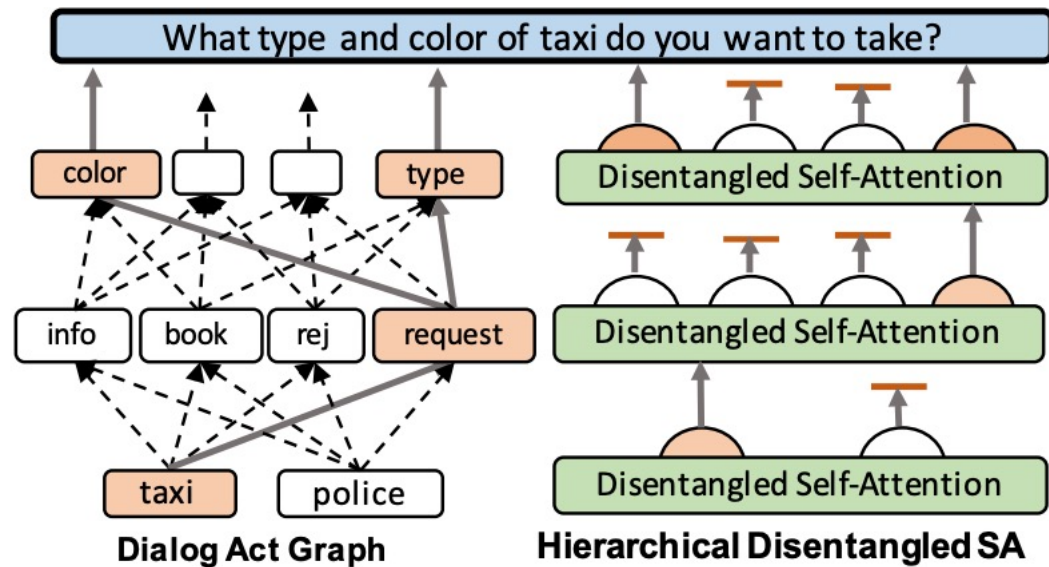 What type and color of taxi do you want to take?
color
type
Disentangled Self-Attention
info
book
rej
request
Disentangled Self-Attention
taxi
police
Disentangled Self-Attention
Dialog Act Graph
Hierarchical Disentangled SA